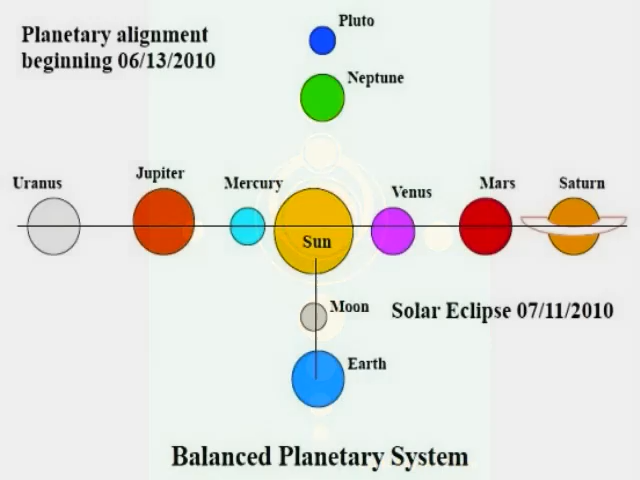 Planetary alignment
beginning 06/13/2010
Pluto
Neptune
Uranus
Jupiter
Mercury
Sun
Venus
Mars
Saturn
Moon
Solar Eclipse 07/11/2010
Earth
Balanced Planetary System